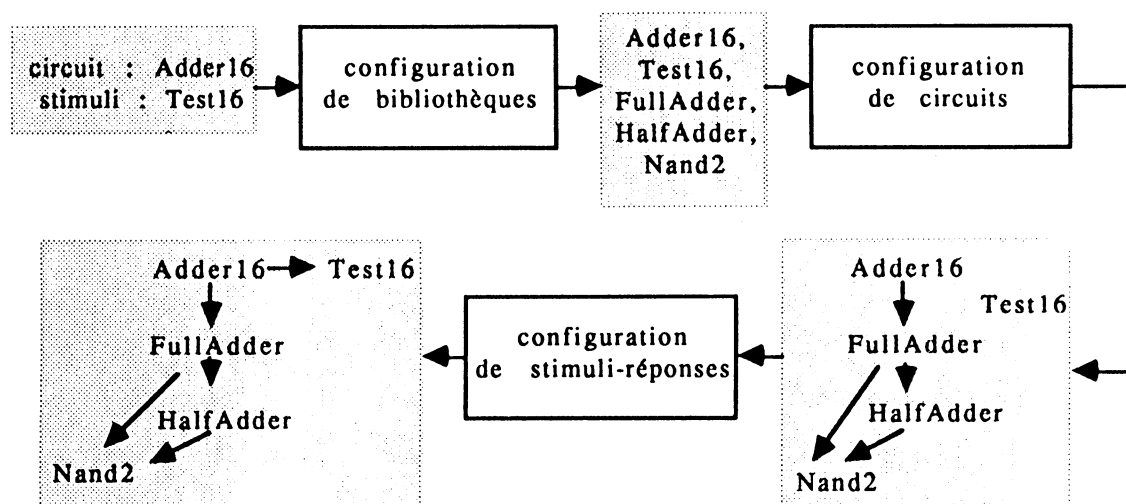 circuit : Adder16
stimuli : Test16
configuration
de bibliothèques
Adder16,
Test16,
FullAdder,
HalfAdder,
Nand2
configuration
de circuits
Adder16
Test16
FullAdder
HalfAdder
Nand2
configuration
de stimuli-réponses
Adder16
Test16
FullAdder
HalfAdder
Nand2